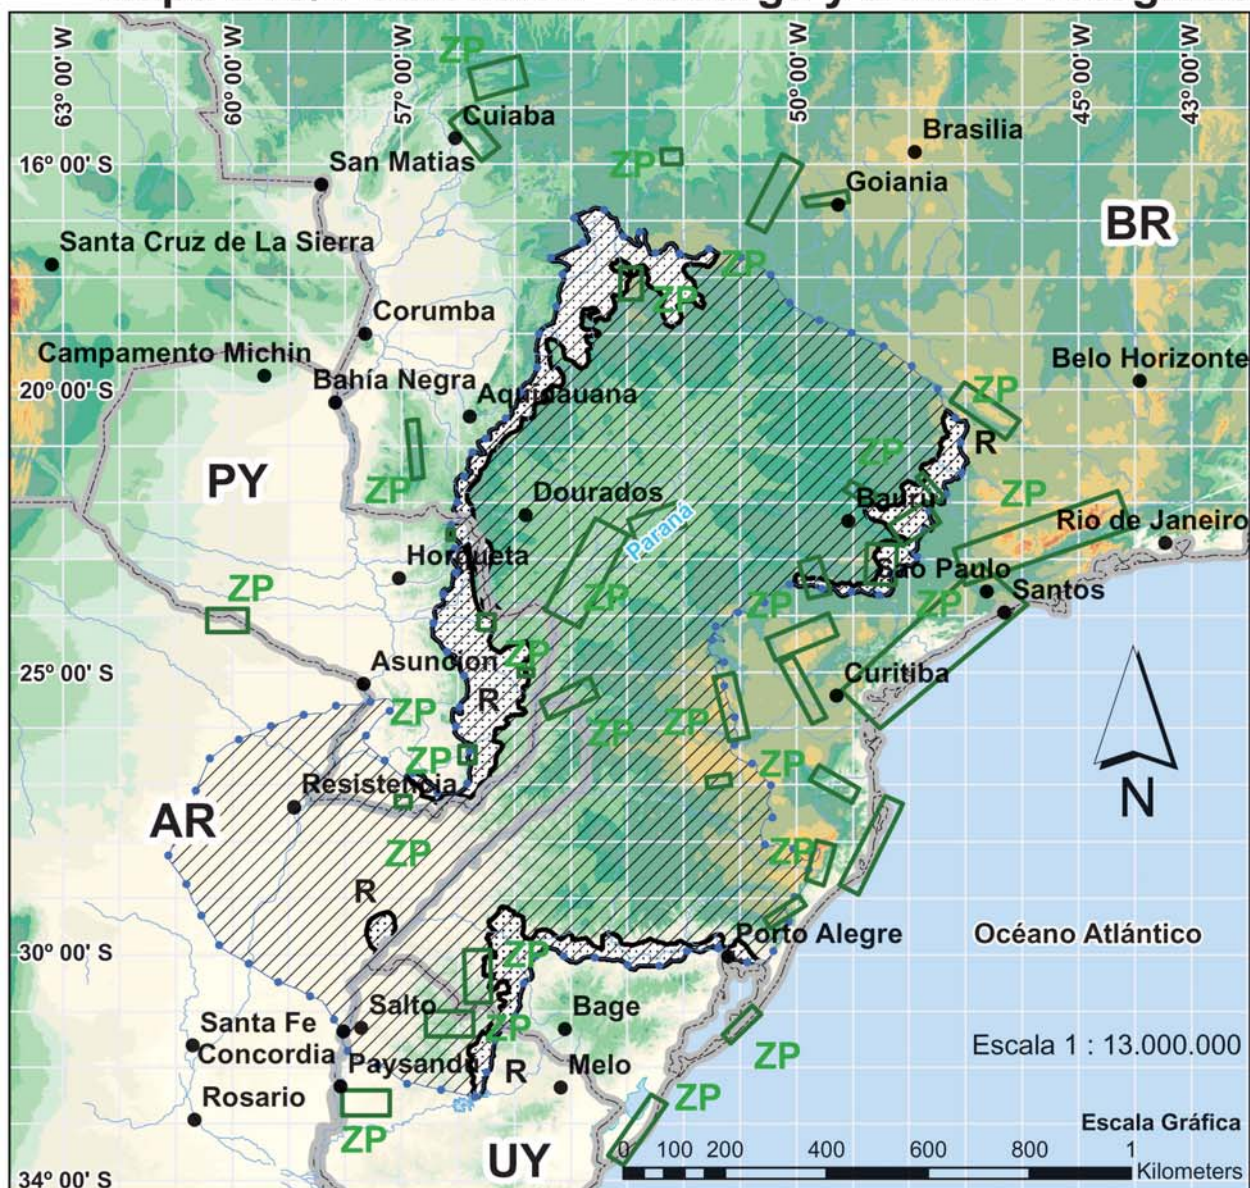 63° 00' W
60° 00' W
57° 00' W
50° 00' W
45° 00' W
43° 00' W
ZP
Cuiaba
Brasilia
16° 00' S
San Matias
ZP
Goiania
BR
Santa Cruz de La Sierra
ZP
ZP
Corumba
Campamento Michin
Belo Horizonte
20° 00' S
Bahía Negra
Aquidauana
ZP
R
PY
ZP
ZP
Dourados
Bauru
ZP
Rio de Janeiro
Paraná
Horqueta
Sao Paulo
ZP
ZP
ZP
ZP
Santos
25° 00' S
Asuncion
ZP
Curitiba
R
ZP
ZP
ZP
ZP
ZP
Resistencia
AR
N
ZP
ZP
R
Porto Alegre
Océano Atlántico
30° 00' S
ZP
Salto
Bage
Santa Fe
ZP
Concordia
Paysandú
R
Melo
ZP
Escala 1 : 13.000.000
Rosario
ZP
Escala Gráfica
ZP
UY
0 100 200 400 600 800 1
Kilometers
34° 00' S